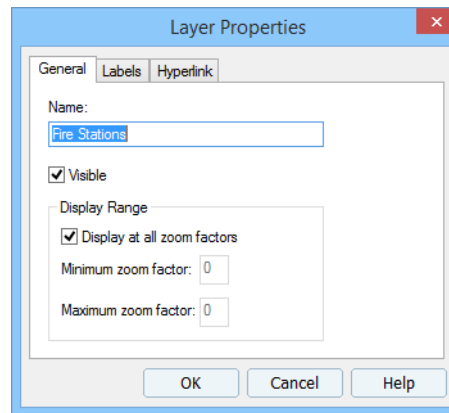 Layer Properties
General Labels Hyperlink
Name:
Fire Stations
Visible
Display Range
Display at all zoom factors
Minimum zoom factor: 0
Maximum zoom factor: 0
OK Cancel Help